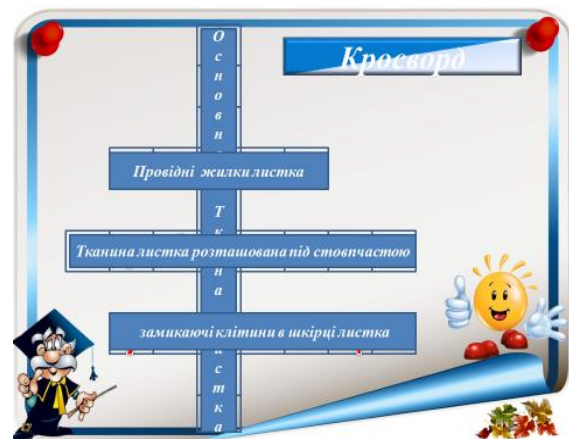 Кросворд
О
с
н
о
в
н
Провідні жилки листка
Т
к
Тканина листка розташована під стовпчастою
н
а
замикаючі клітини в шкірці листка
с
т
к
а